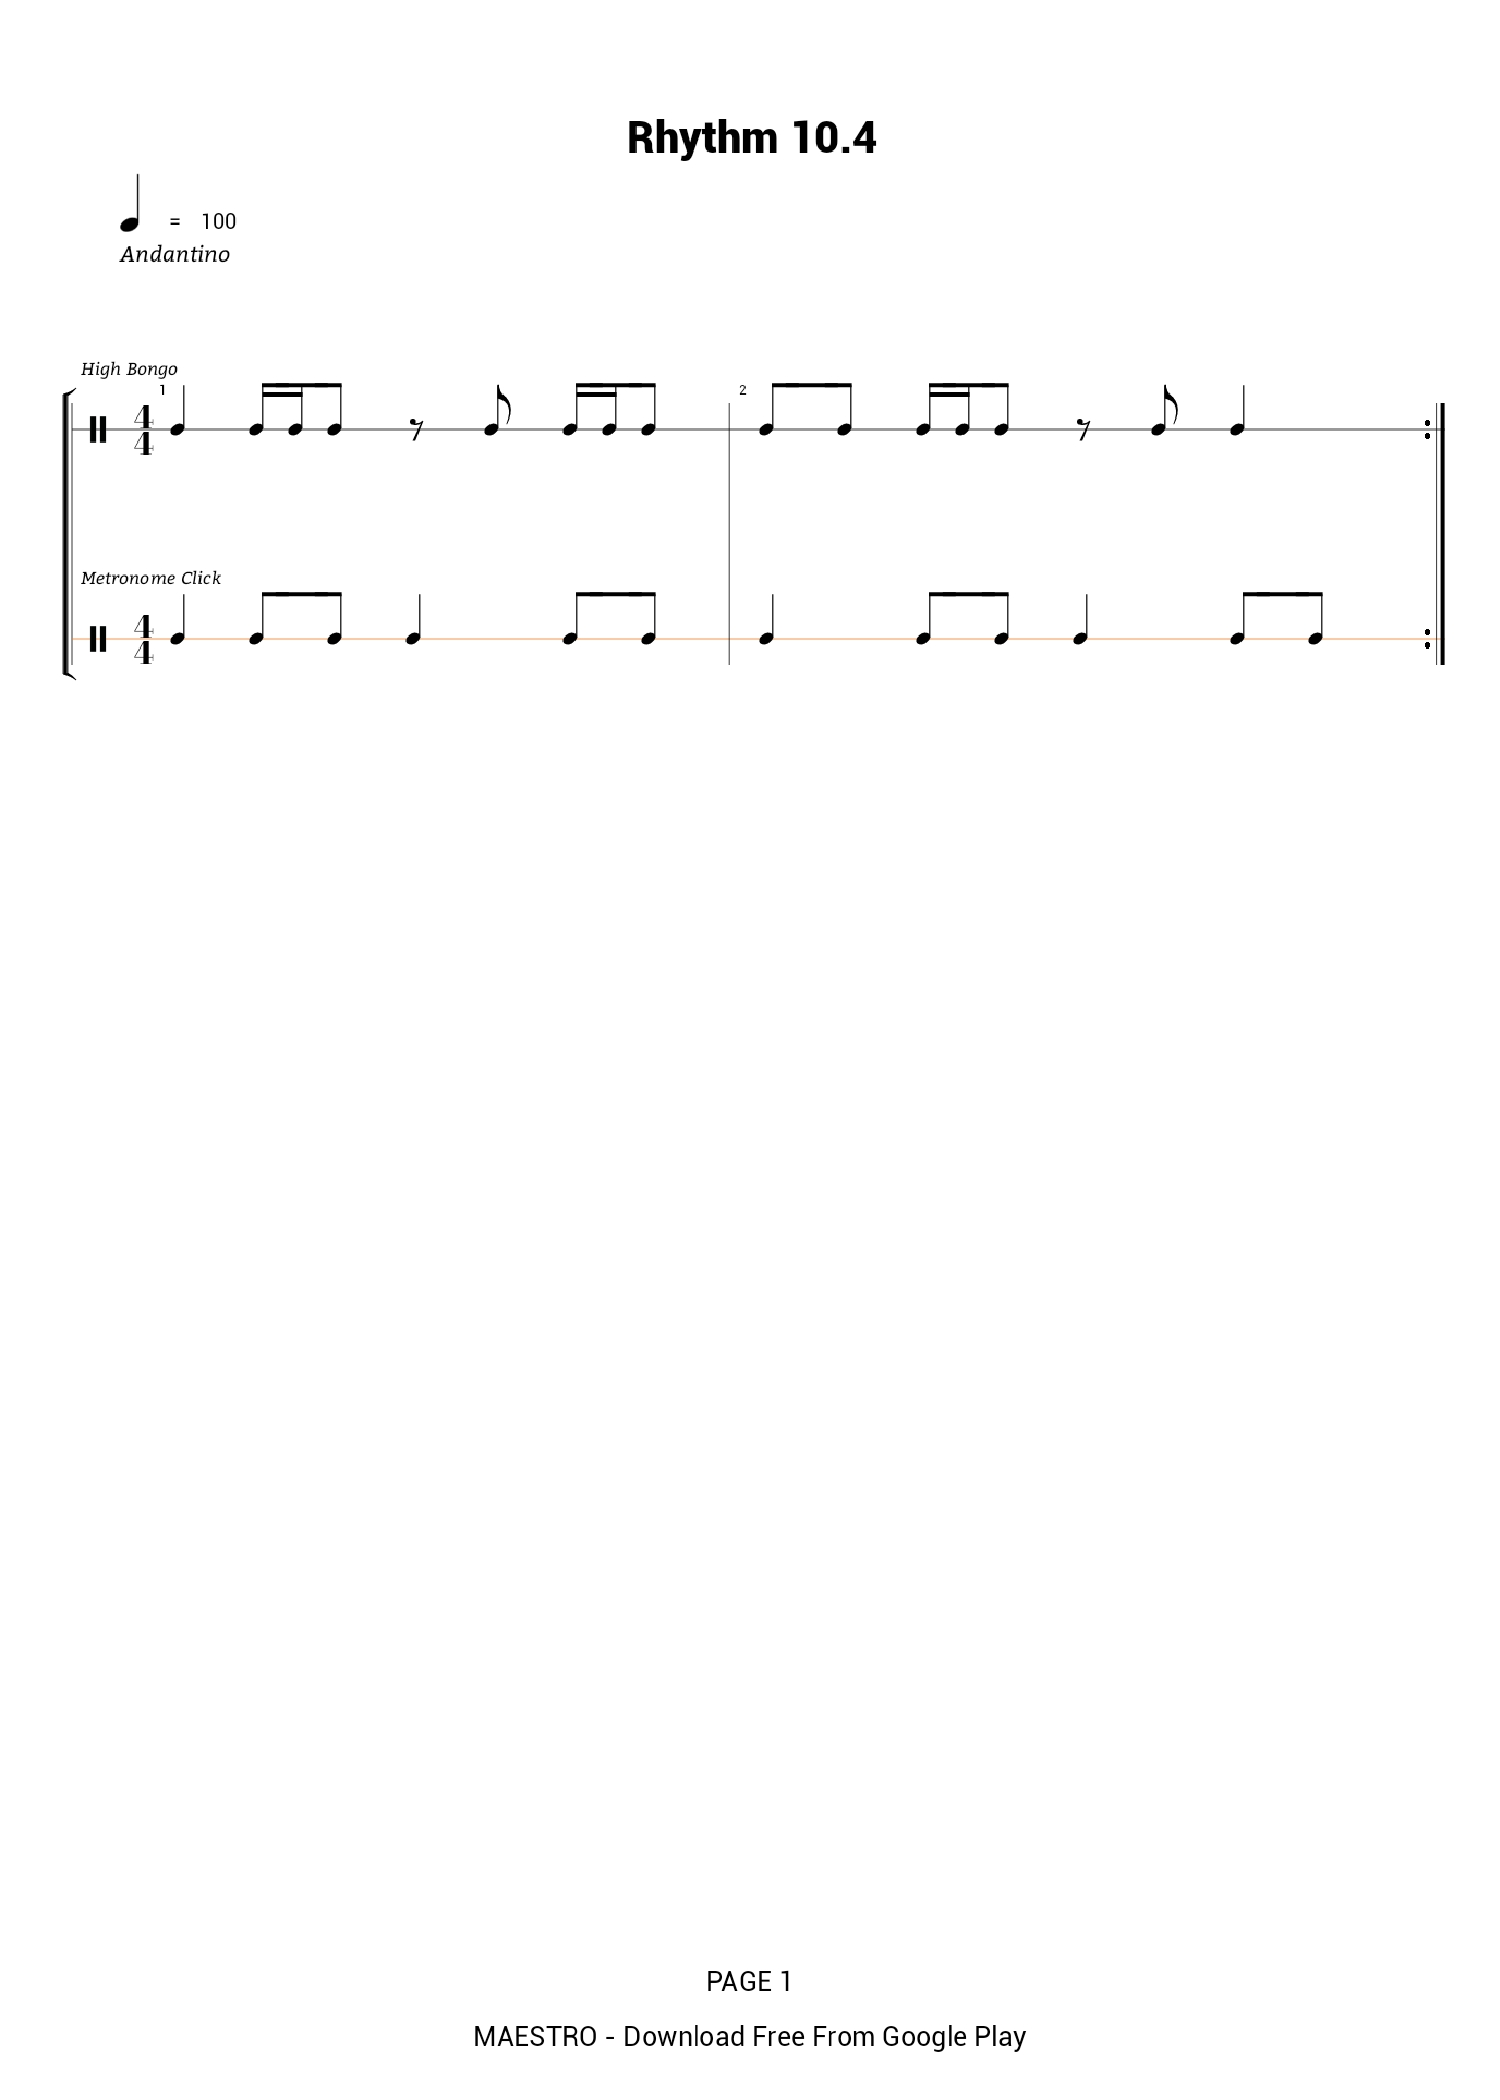 Rhythm 10.4
= 100
Andantino
High Bongo
1
2
4
4
Metronome Click
4
4
PAGE 1
MAESTRO - Download Free From Google Play